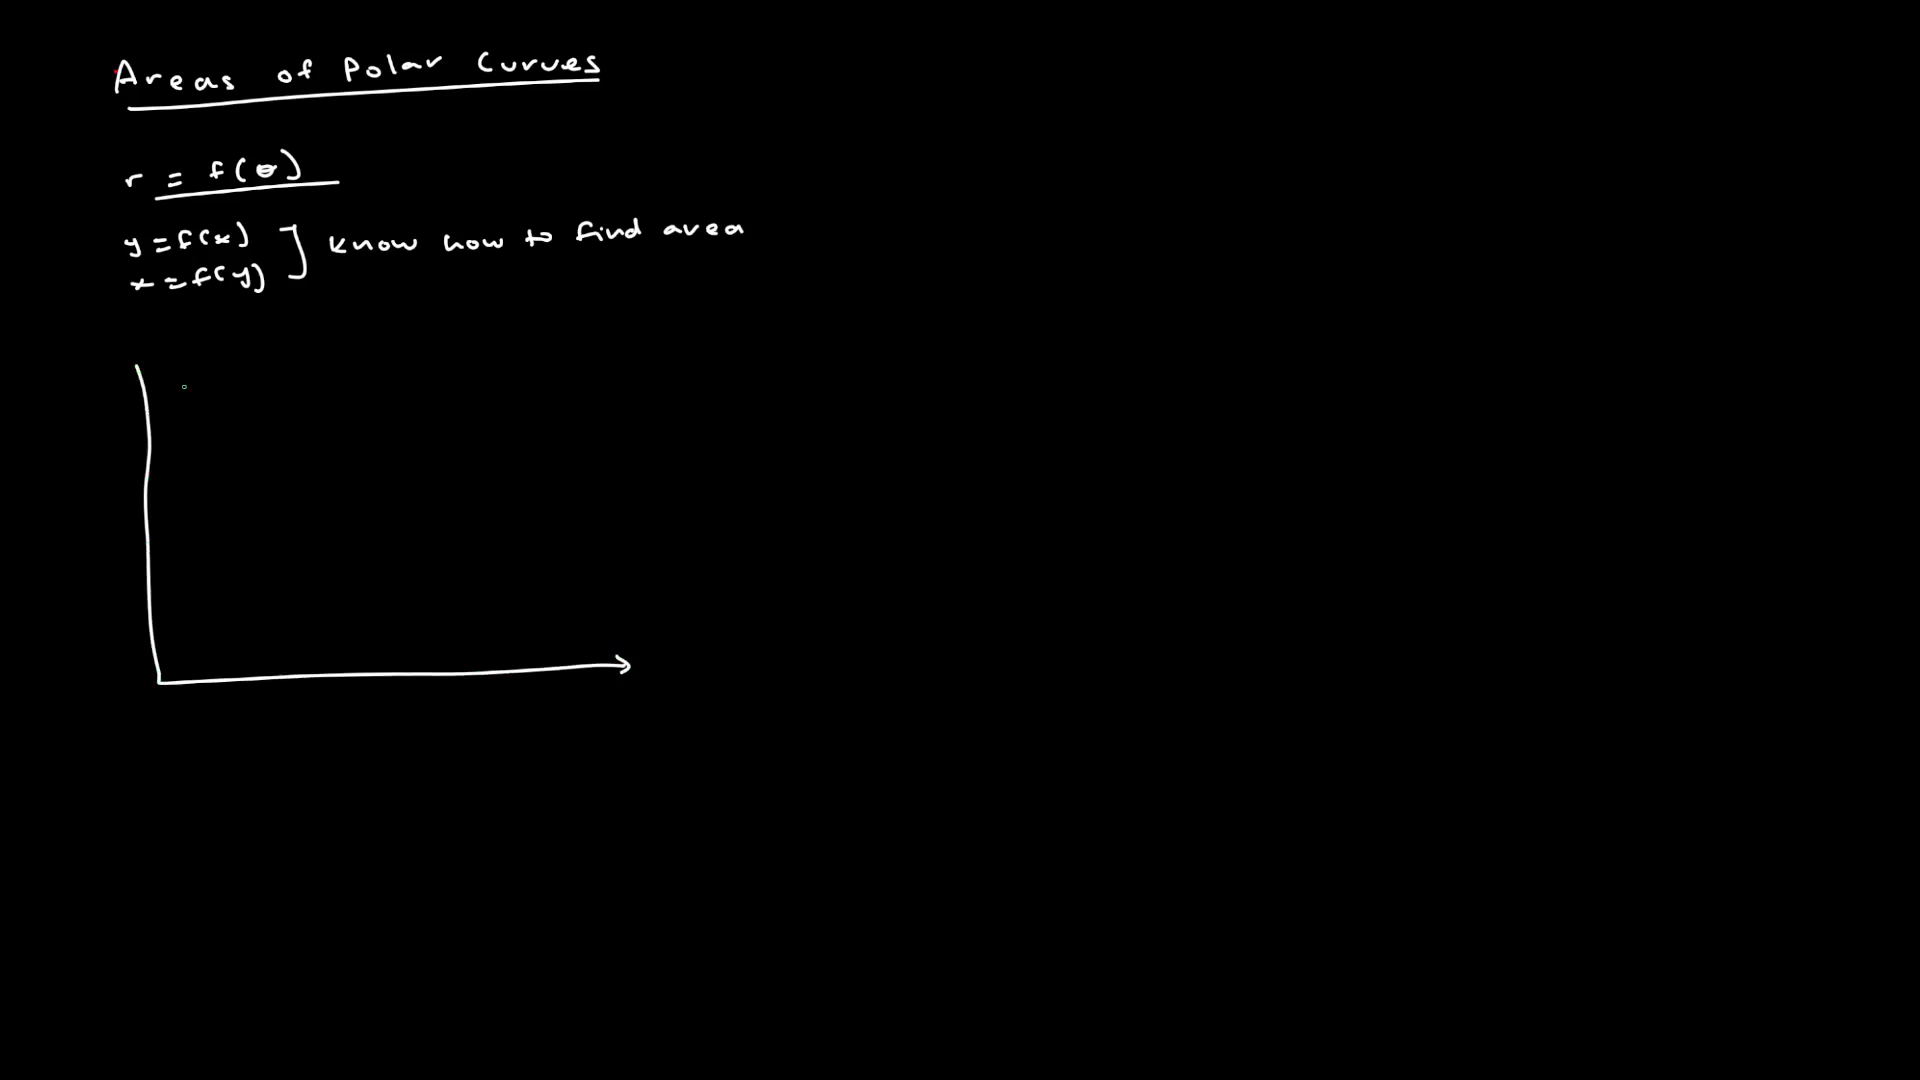 Areas of Polar Curves
r = f(θ)
y = f(x)
x = f(y)
] know how to find area